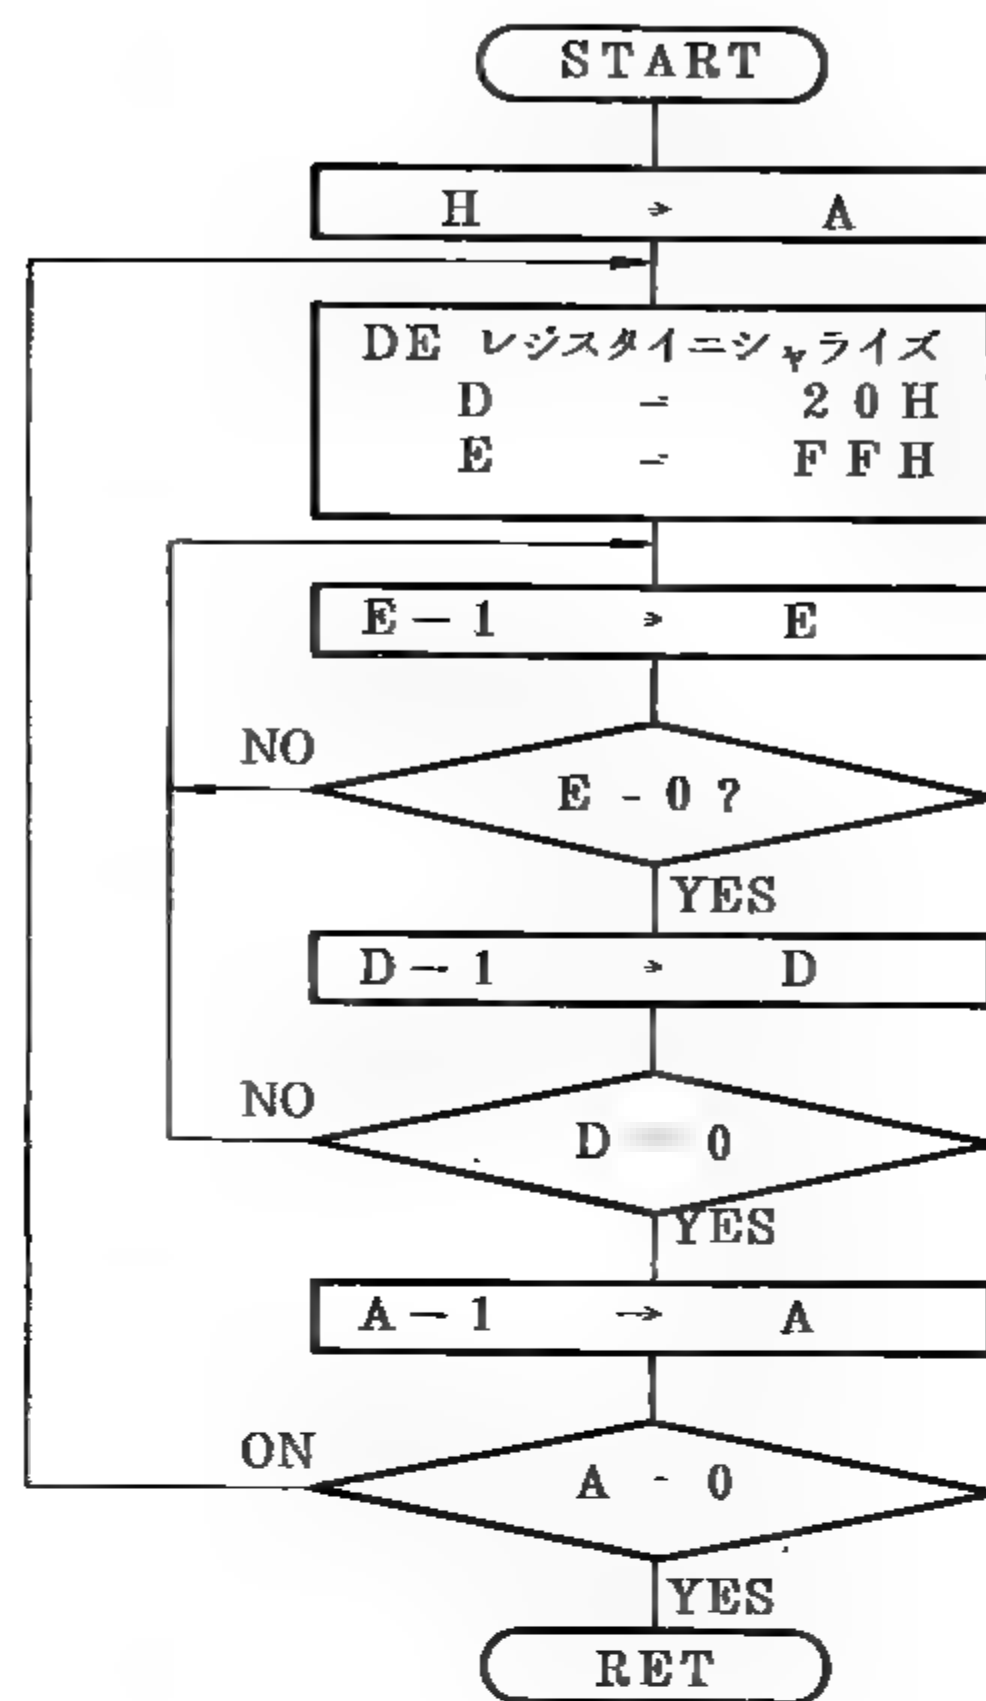 START
H → A
DE レジスタイニシャライズ
D - 20H
E - FFH
E－1 → E
NO
E - 0 ?
YES
D－1 → D
NO
D 0
YES
A－1 → A
ON
A - 0
YES
RET